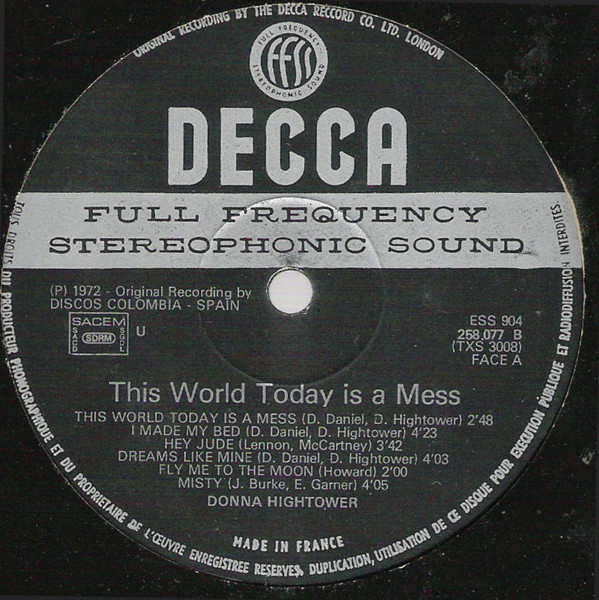 ORIGINAL RECORDING BY THE DECCA RECCORD CO. LTD. LONDON
FULL FREQUENCY
FFSS
STEREOPHONIC SOUND
DECCA
FULL FREQUENCY
STEREOPHONIC SOUND
(P) 1972 - Original Recording by
DISCOS COLOMBIA - SPAIN
SACEM
SACD
SDRM
SGDL
U
ESS 904
258.077 B
(TXS 3008)
FACE A
This World Today is a Mess
THIS WORLD TODAY IS A MESS (D. Daniel, D. Hightower) 2'48
I MADE MY BED (D. Daniel, D. Hightower) 4'23
HEY JUDE (Lennon, McCartney) 3'42
DREAMS LIKE MINE (D. Daniel, D. Hightower) 4'03
FLY ME TO THE MOON (Howard) 2'00
MISTY (J. Burke, E. Garner) 4'05
DONNA HIGHTOWER
MADE IN FRANCE
TOUS DROITS DU PRODUCTEUR PHONOGRAPHIQUE ET DU PROPRIETAIRE DE L'ŒUVRE ENREGISTREE RESERVES. DUPLICATION, UTILISATION DE CE DISQUE POUR EXECUTION PUBLIQUE ET RADIODIFFUSION INTERDITES